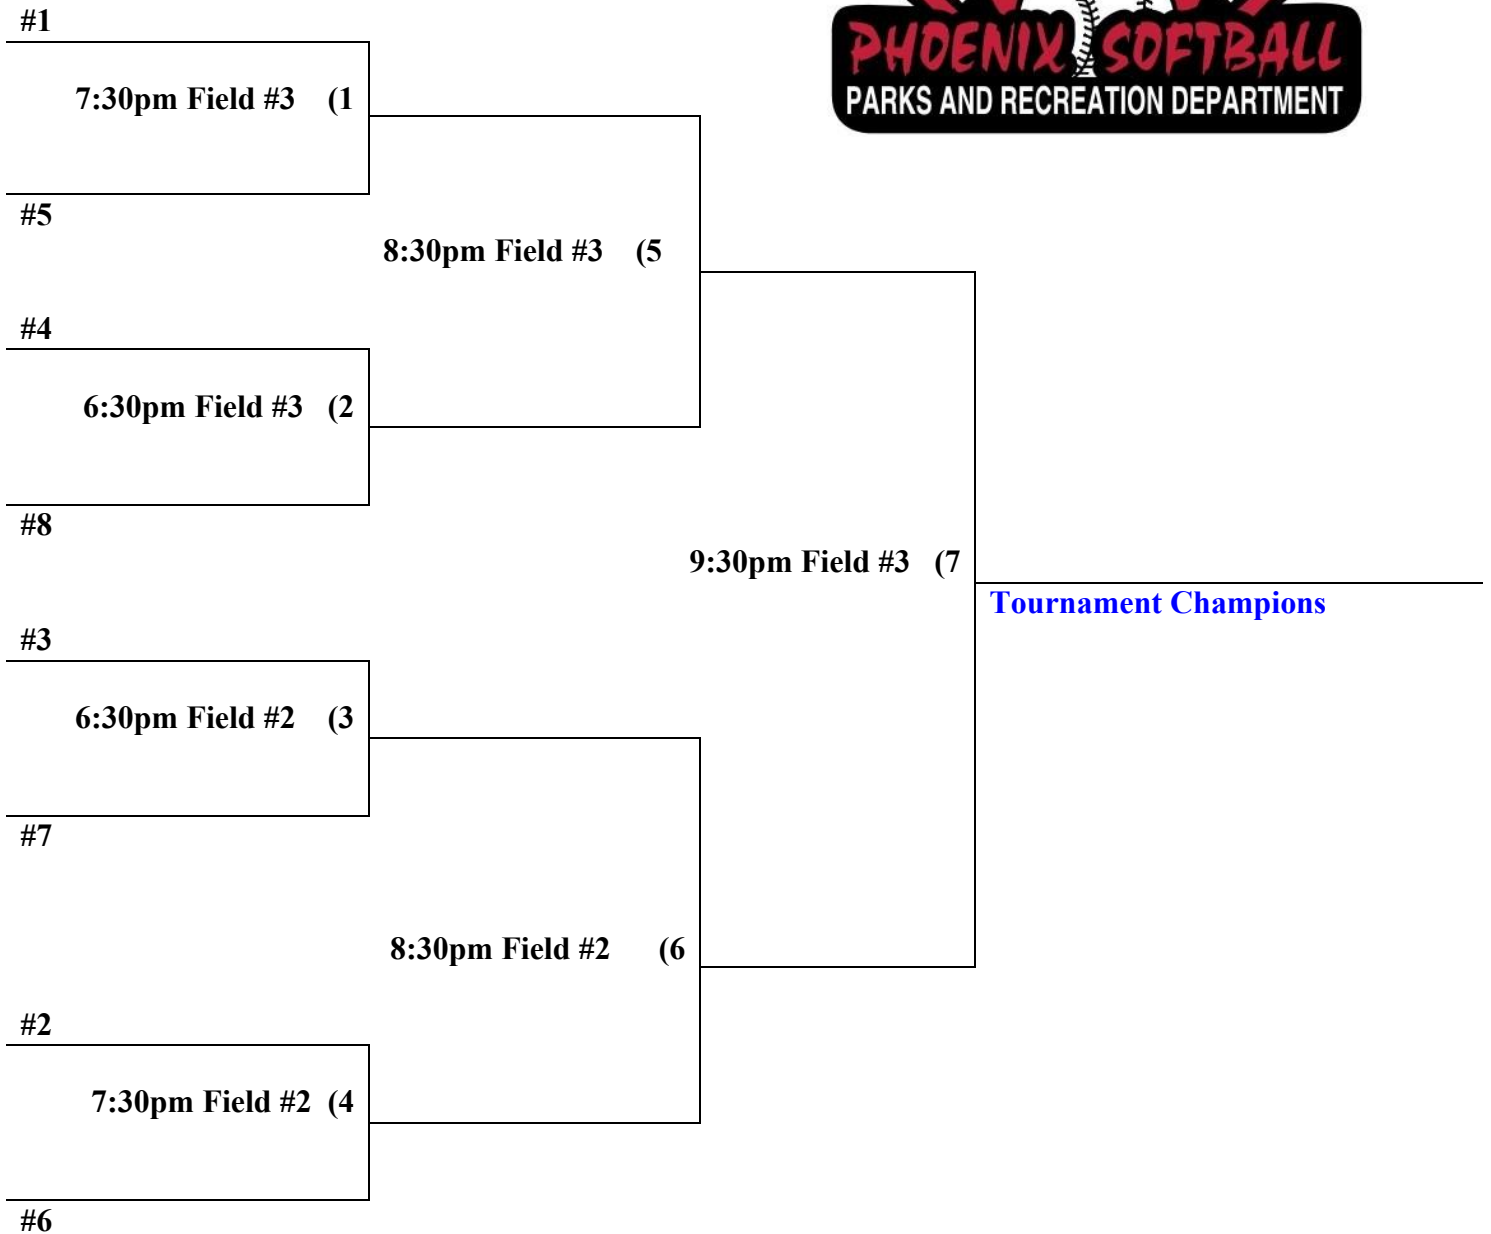 #1
PHOENIX SOFTBALL
PARKS AND RECREATION DEPARTMENT
7:30pm Field #3 (1
#5
8:30pm Field #3 (5
#4
6:30pm Field #3 (2
#8
9:30pm Field #3 (7
Tournament Champions
#3
6:30pm Field #2 (3
#7
8:30pm Field #2 (6
#2
7:30pm Field #2 (4
#6